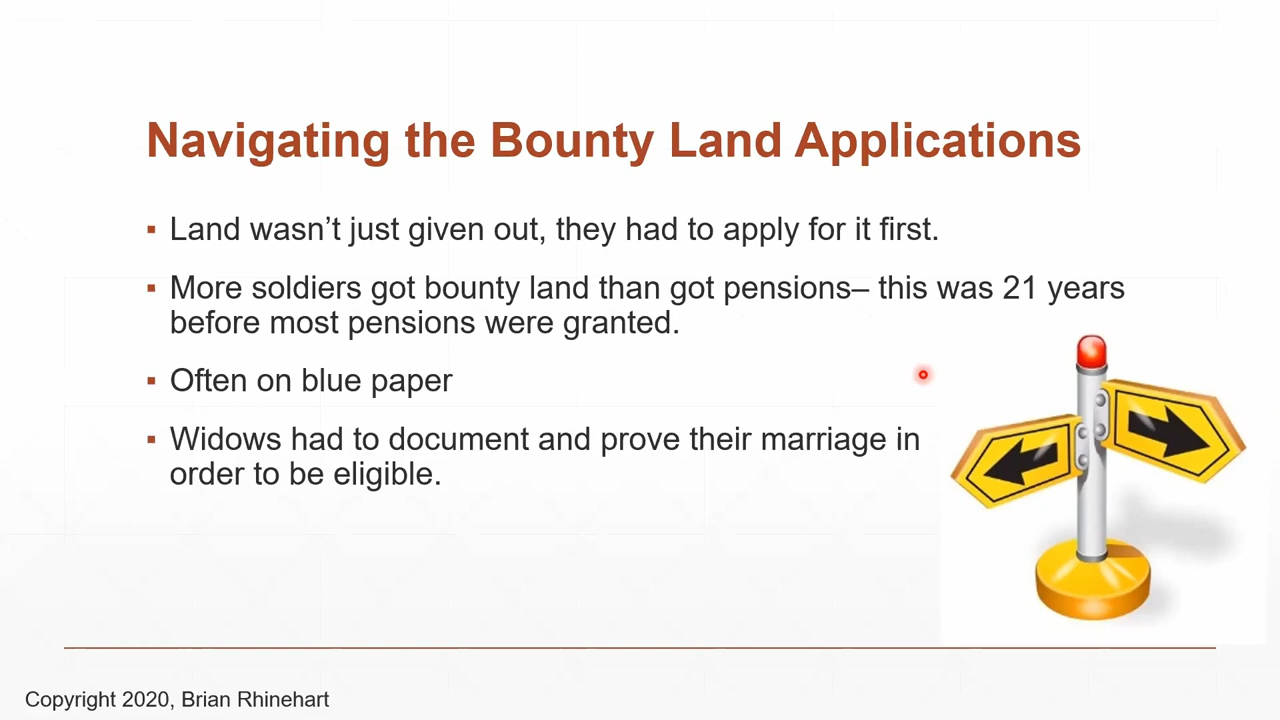 Navigating the Bounty Land Applications
▪ Land wasn’t just given out, they had to apply for it first.
▪ More soldiers got bounty land than got pensions– this was 21 years
before most pensions were granted.
▪ Often on blue paper
▪ Widows had to document and prove their marriage in
order to be eligible.
Copyright 2020, Brian Rhinehart